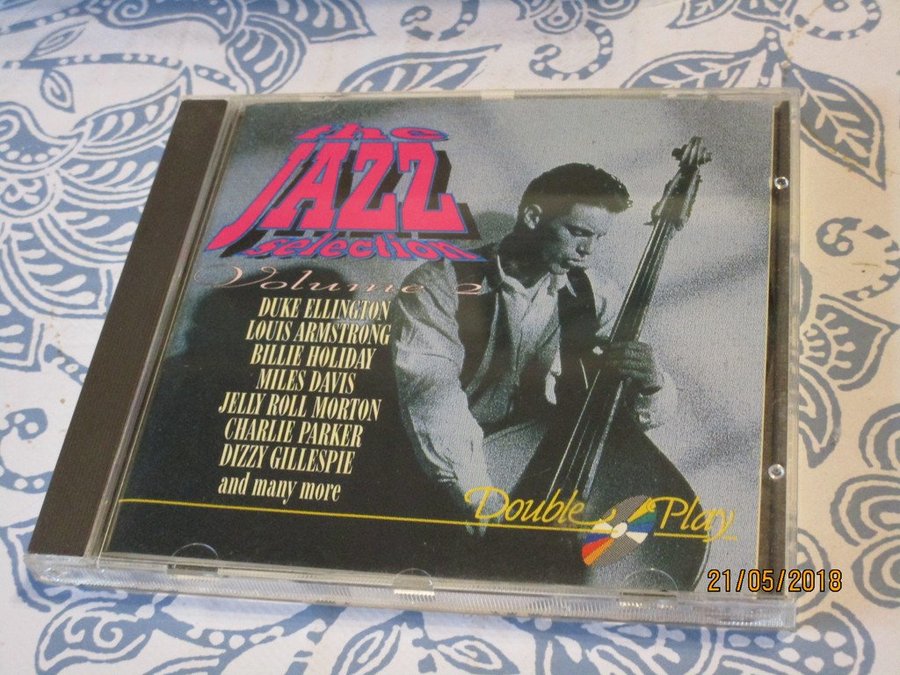 the
JAZZ
selection
Volume 2
DUKE ELLINGTON
LOUIS ARMSTRONG
BILLIE HOLIDAY
MILES DAVIS
JELLY ROLL MORTON
CHARLIE PARKER
DIZZY GILLESPIE
and many more
Double Play
21/05/2018